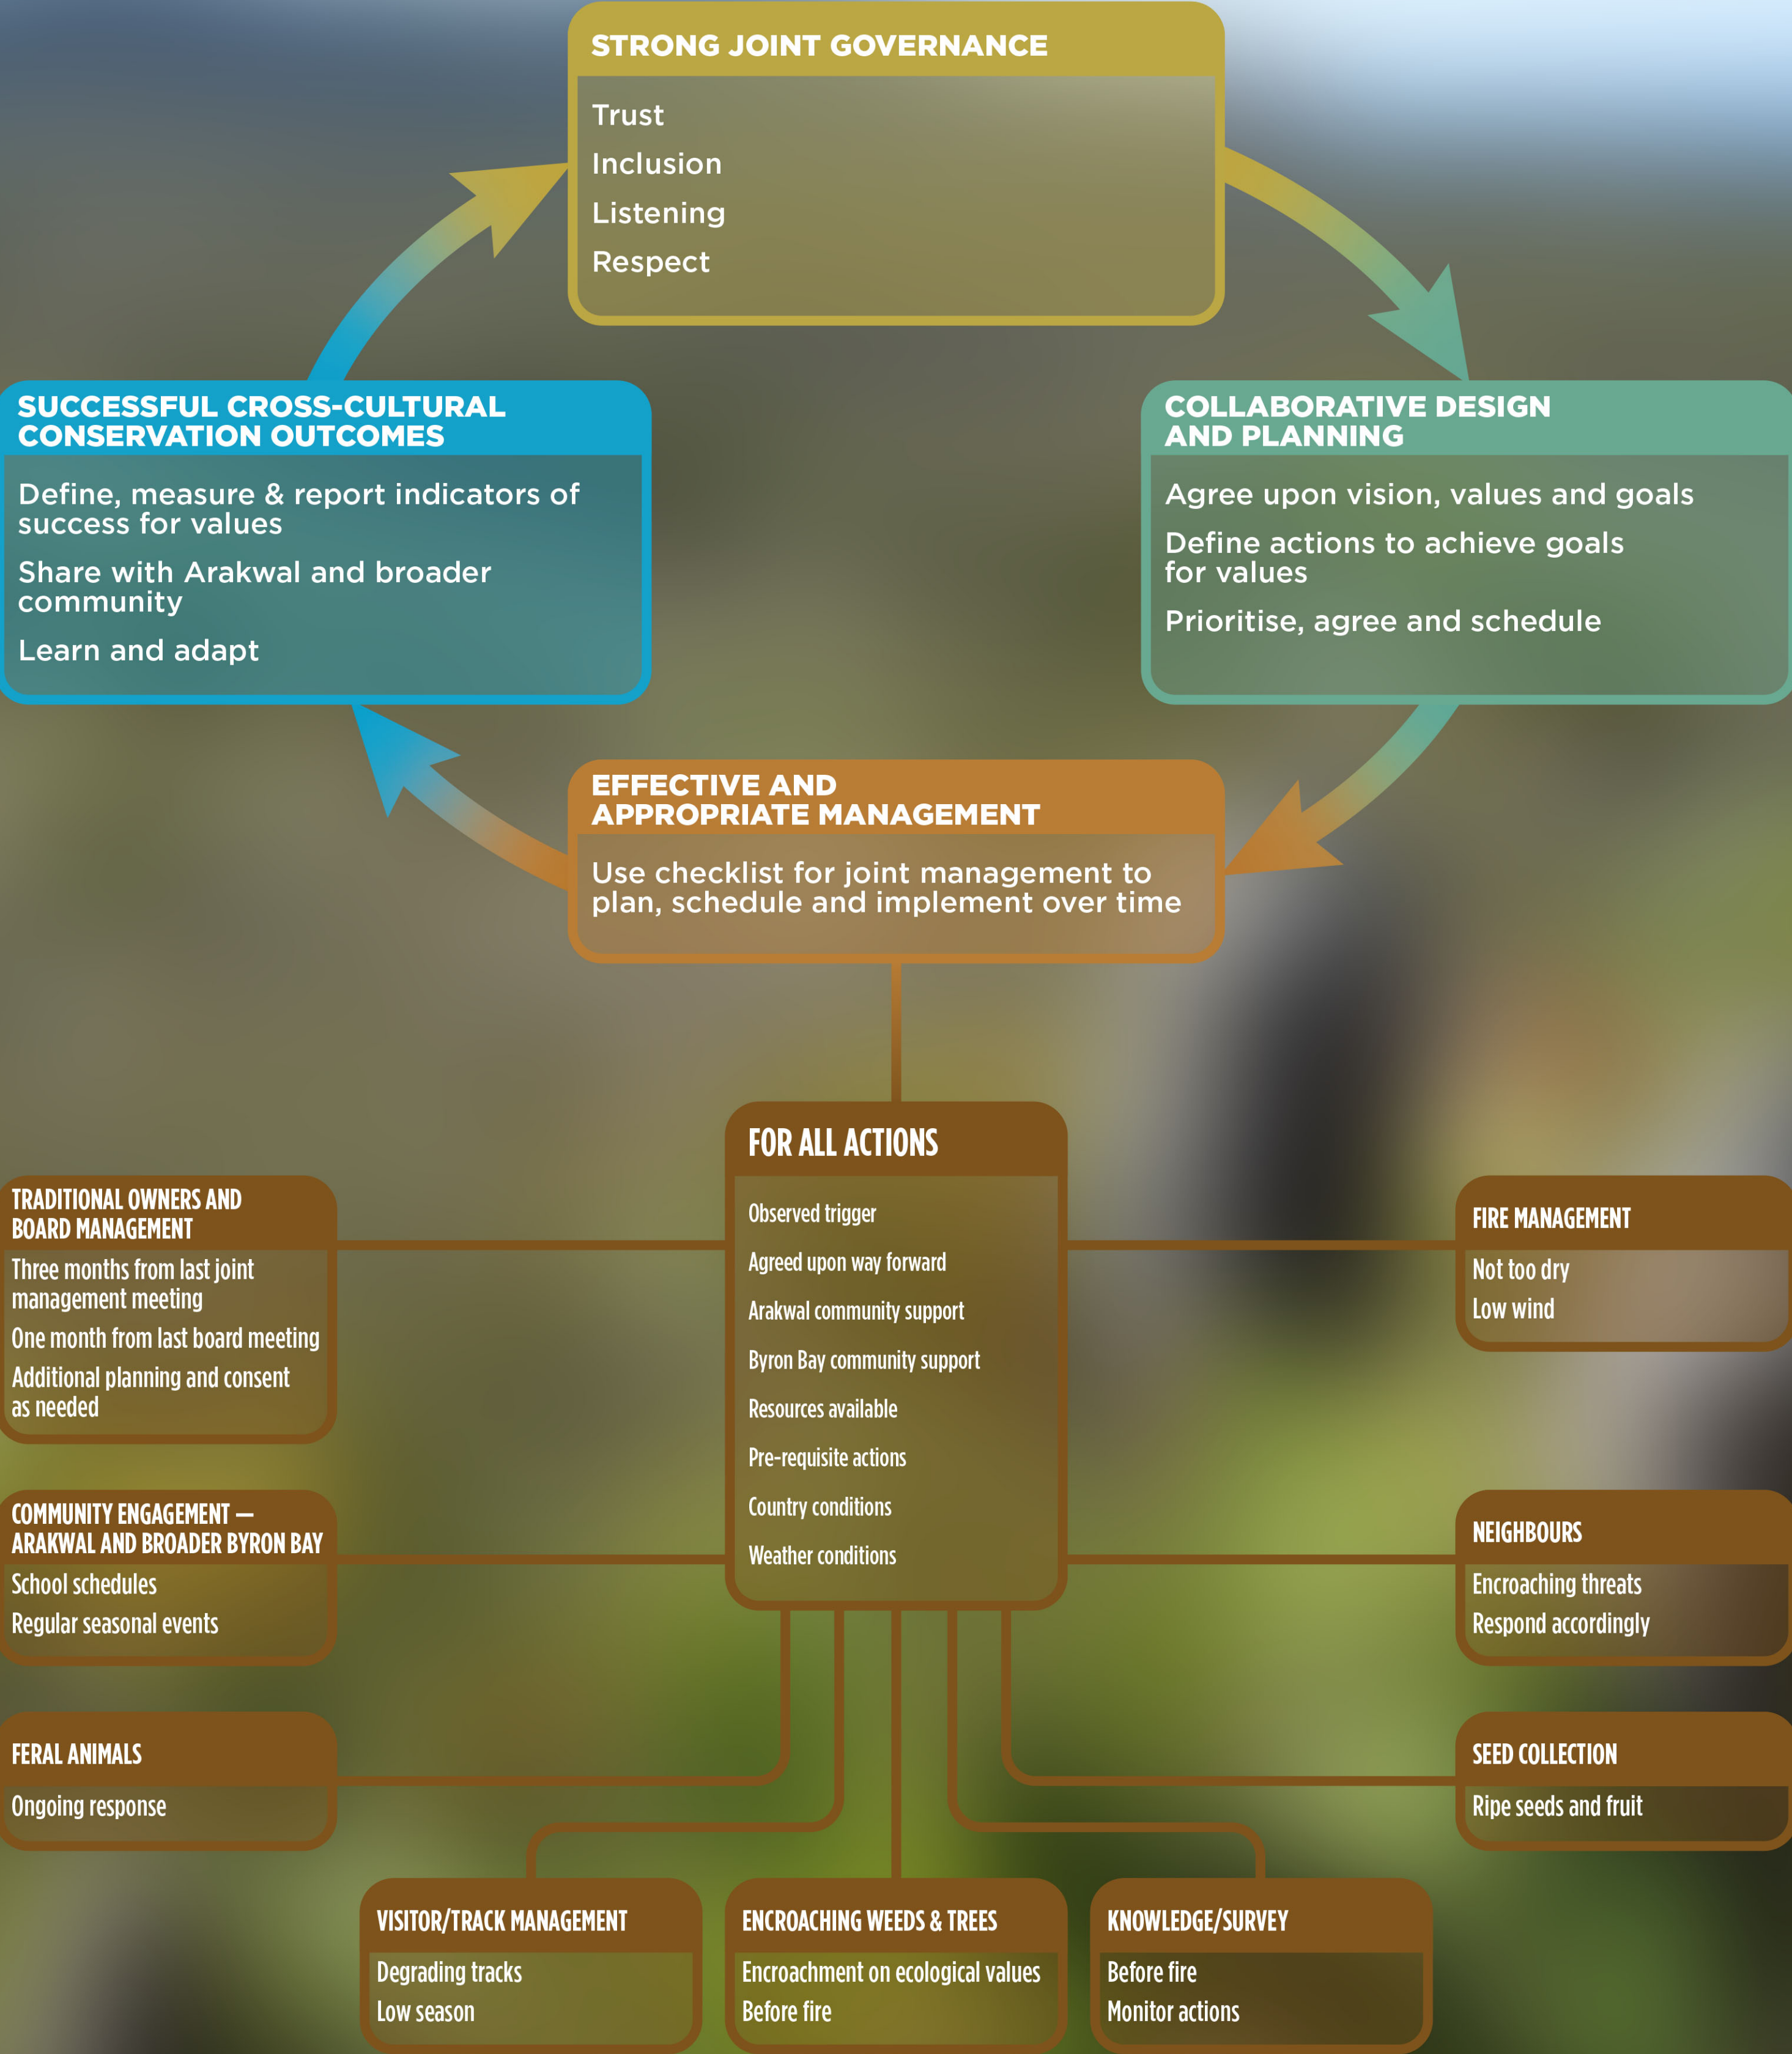 STRONG JOINT GOVERNANCE
Trust
Inclusion
Listening
Respect
SUCCESSFUL CROSS-CULTURAL
CONSERVATION OUTCOMES
Define, measure & report indicators of
success for values
Share with Arakwal and broader
community
Learn and adapt
COLLABORATIVE DESIGN
AND PLANNING
Agree upon vision, values and goals
Define actions to achieve goals
for values
Prioritise, agree and schedule
EFFECTIVE AND
APPROPRIATE MANAGEMENT
Use checklist for joint management to
plan, schedule and implement over time
FOR ALL ACTIONS
Observed trigger
Agreed upon way forward
Arakwal community support
Byron Bay community support
Resources available
Pre-requisite actions
Country conditions
Weather conditions
TRADITIONAL OWNERS AND
BOARD MANAGEMENT
Three months from last joint
management meeting
One month from last board meeting
Additional planning and consent
as needed
FIRE MANAGEMENT
Not too dry
Low wind
COMMUNITY ENGAGEMENT —
ARAKWAL AND BROADER BYRON BAY
School schedules
Regular seasonal events
NEIGHBOURS
Encroaching threats
Respond accordingly
FERAL ANIMALS
Ongoing response
SEED COLLECTION
Ripe seeds and fruit
VISITOR/TRACK MANAGEMENT
Degrading tracks
Low season
ENCROACHING WEEDS & TREES
Encroachment on ecological values
Before fire
KNOWLEDGE/SURVEY
Before fire
Monitor actions